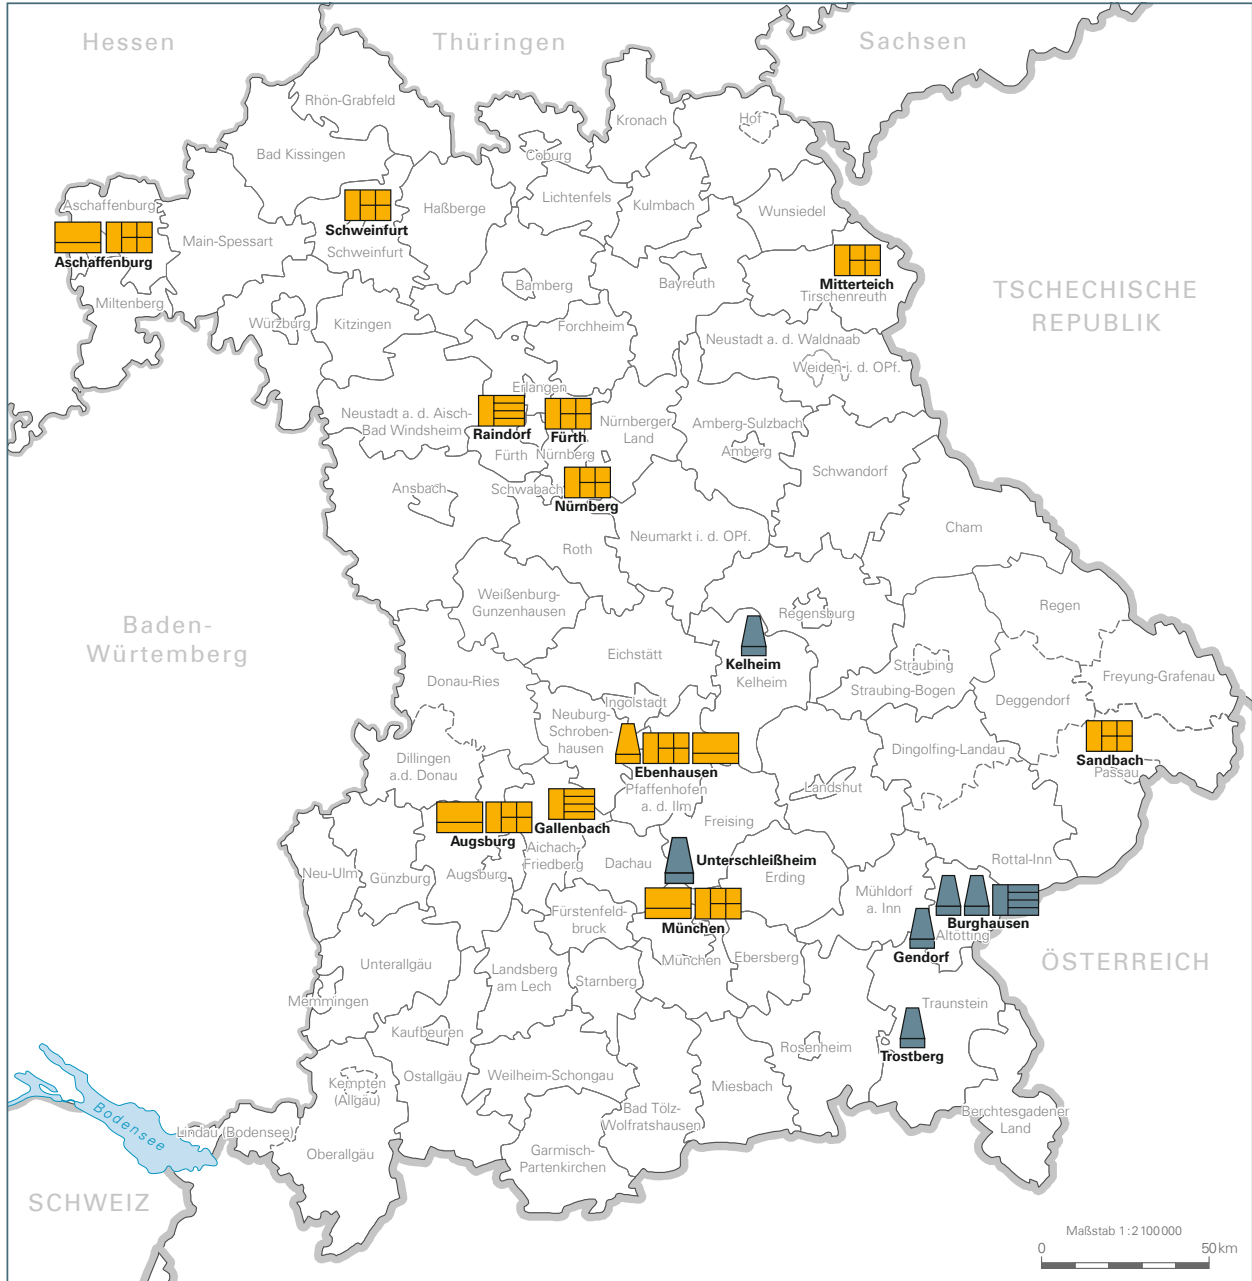 Hessen
Thüringen
Sachsen
Rhön-Grabfeld
Kronach
Hof
Bad Kissingen
Coburg
Aschaffenburg
Lichtenfels
Kulmbach
Wunsiedel
Haßberge
Schweinfurt
Main-Spessart
Schweinfurt
Aschaffenburg
Mitterteich
Tirschenreuth
Bamberg
Bayreuth
TSCHECHISCHE
REPUBLIK
Miltenberg
Würzburg
Kitzingen
Forchheim
Neustadt a. d. Waldnaab
Weiden i. d. OPf.
Erlangen
Neustadt a. d. Aisch-
Bad Windsheim
Raindorf
Fürth
Nürnberger
Land
Amberg-Sulzbach
Amberg
Fürth
Nürnberg
Schwandorf
Ansbach
Schwabach
Nürnberg
Cham
Neumarkt i. d. OPf.
Roth
Weißenburg-
Gunzenhausen
Regensburg
Regen
Baden-
Württemberg
Eichstätt
Kelheim
Kelheim
Straubing
Straubing-Bogen
Freyung-Grafenau
Donau-Ries
Deggendorf
Ingolstadt
Neuburg-
Schroben-
hausen
Dillingen
a.d. Donau
Ebenhausen
Dingolfing-Landau
Sandbach
Passau
Pfaffenhofen
a. d. Ilm
Landshut
Gallenbach
Freising
Augsburg
Aichach-
Friedberg
Dachau
Unterschleißheim
Erding
Rottal-Inn
Neu-Ulm
Günzburg
Augsburg
Mühldorf
a. Inn
Fürstenfeld-
bruck
München
Burghausen
Altötting
Gendorf
München
Ebersberg
ÖSTERREICH
Unterallgäu
Landsberg
am Lech
Starnberg
Memmingen
Traunstein
Kaufbeuren
Rosenheim
Trostberg
Kempten
(Allgäu)
Ostallgäu
Weilheim-Schongau
Miesbach
Bad Tölz-
Wolfratshausen
Berchtesgadener
Land
Bodensee
Lindau (Bodensee)
Oberallgäu
Garmisch-
Partenkirchen
SCHWEIZ
Maßstab 1:2100000
0
50 km